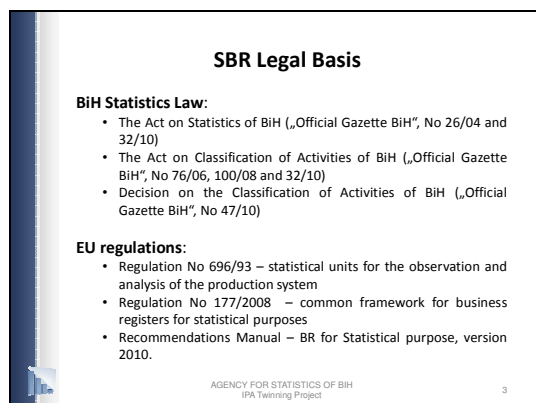 SBR Legal Basis
BiH Statistics Law:
• The Act on Statistics of BiH („Official Gazette BiH“, No 26/04 and
32/10)
• The Act on Classification of Activities of BiH („Official Gazette
BiH“, No 76/06, 100/08 and 32/10)
• Decision on the Classification of Activities of BiH („Official
Gazette BiH“, No 47/10)
EU regulations:
• Regulation No 696/93 – statistical units for the observation and
analysis of the production system
• Regulation No 177/2008 – common framework for business
registers for statistical purposes
• Recommendations Manual – BR for Statistical purpose, version
2010.
AGENCY FOR STATISTICS OF BIH
IPA Twinning Project
3